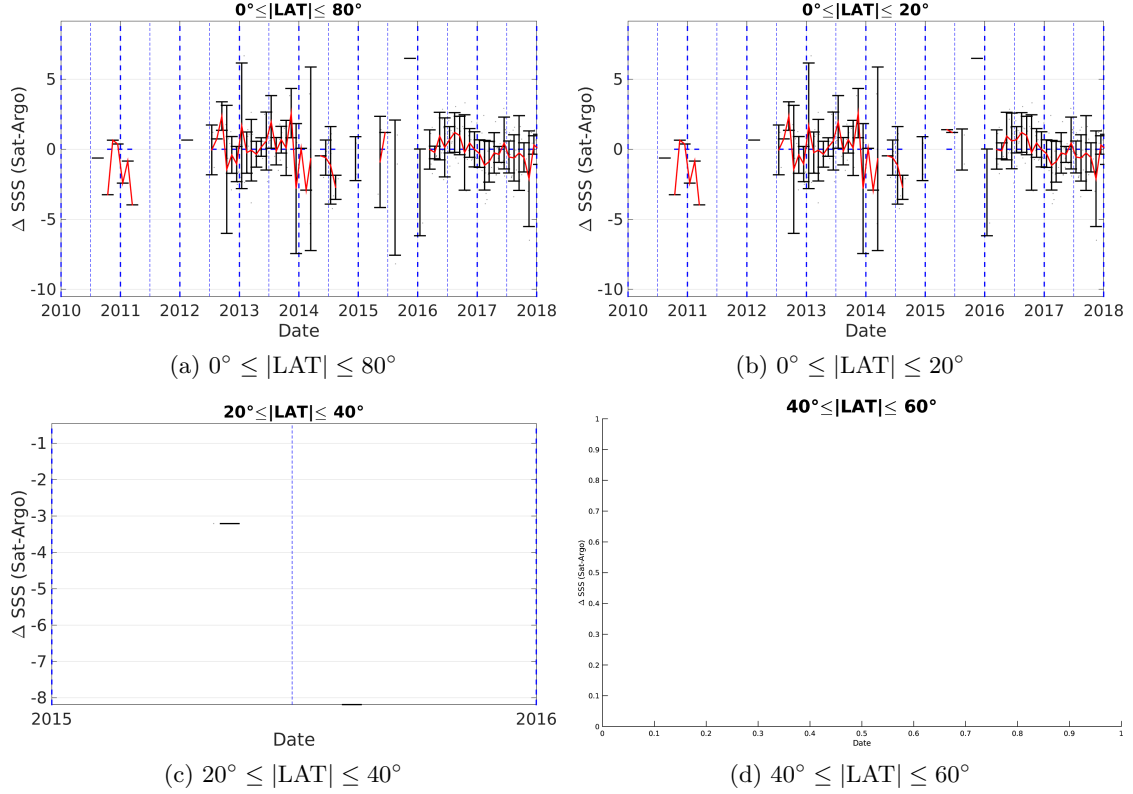 0°≤|LAT|≤ 80°
5
0
-5
-10
Δ SSS (Sat-Argo)
2010 2011 2012 2013 2014 2015 2016 2017 2018
Date
(a) 0° ≤ |LAT| ≤ 80°
0°≤|LAT|≤ 20°
5
0
-5
-10
Δ SSS (Sat-Argo)
2010 2011 2012 2013 2014 2015 2016 2017 2018
Date
(b) 0° ≤ |LAT| ≤ 20°
20°≤|LAT|≤ 40°
-1
-2
-3
-4
-5
-6
-7
-8
Δ SSS (Sat-Argo)
2015 2016
Date
(c) 20° ≤ |LAT| ≤ 40°
40°≤|LAT|≤ 60°
1
0.9
0.8
0.7
0.6
0.5
0.4
0.3
0.2
0.1
0
Δ SSS (Sat-Argo)
0 0.1 0.2 0.3 0.4 0.5 0.6 0.7 0.8 0.9 1
Date
(d) 40° ≤ |LAT| ≤ 60°